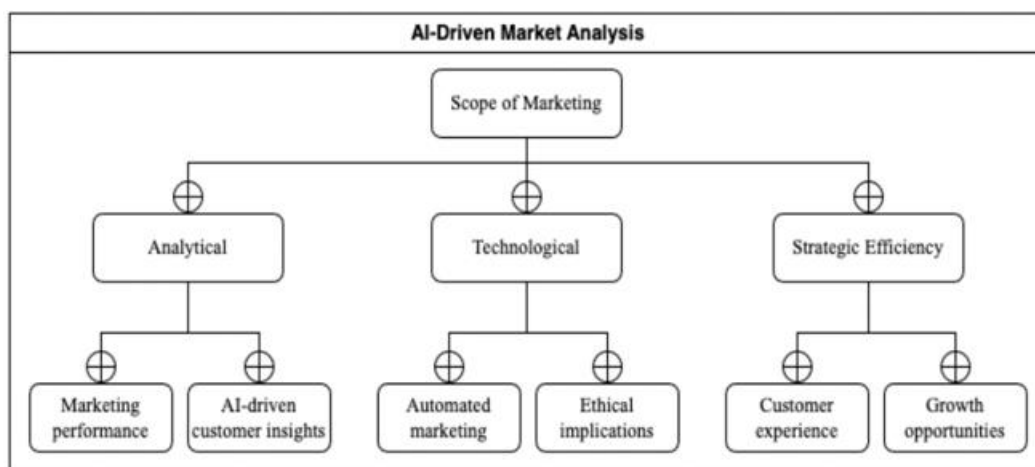 AI-Driven Market Analysis
Scope of Marketing
Analytical
Technological
Strategic Efficiency
Marketing
performance
AI-driven
customer insights
Automated
marketing
Ethical
implications
Customer
experience
Growth
opportunities